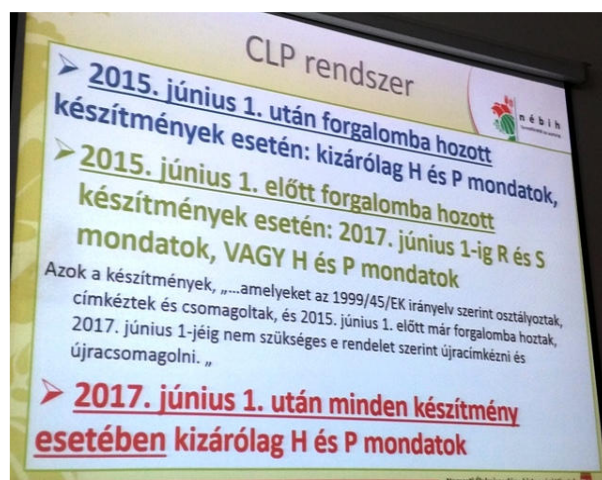 CLP rendszer
nébih
➢ 2015. június 1. után forgalomba hozott
készítmények esetén: kizárólag H és P mondatok,
➢ 2015. június 1. előtt forgalomba hozott
készítmények esetén: 2017. június 1-ig R és S
mondatok, VAGY H és P mondatok
Azok a készítmények, „...amelyeket az 1999/45/EK irányelv szerint osztályoztak,
címkéztek és csomagoltak, és 2015. június 1. előtt már forgalomba hoztak,
2017. június 1-jéig nem szükséges e rendelet szerint újracímkézni és
újracsomagolni. „
➢ 2017. június 1. után minden készítmény
esetében kizárólag H és P mondatok